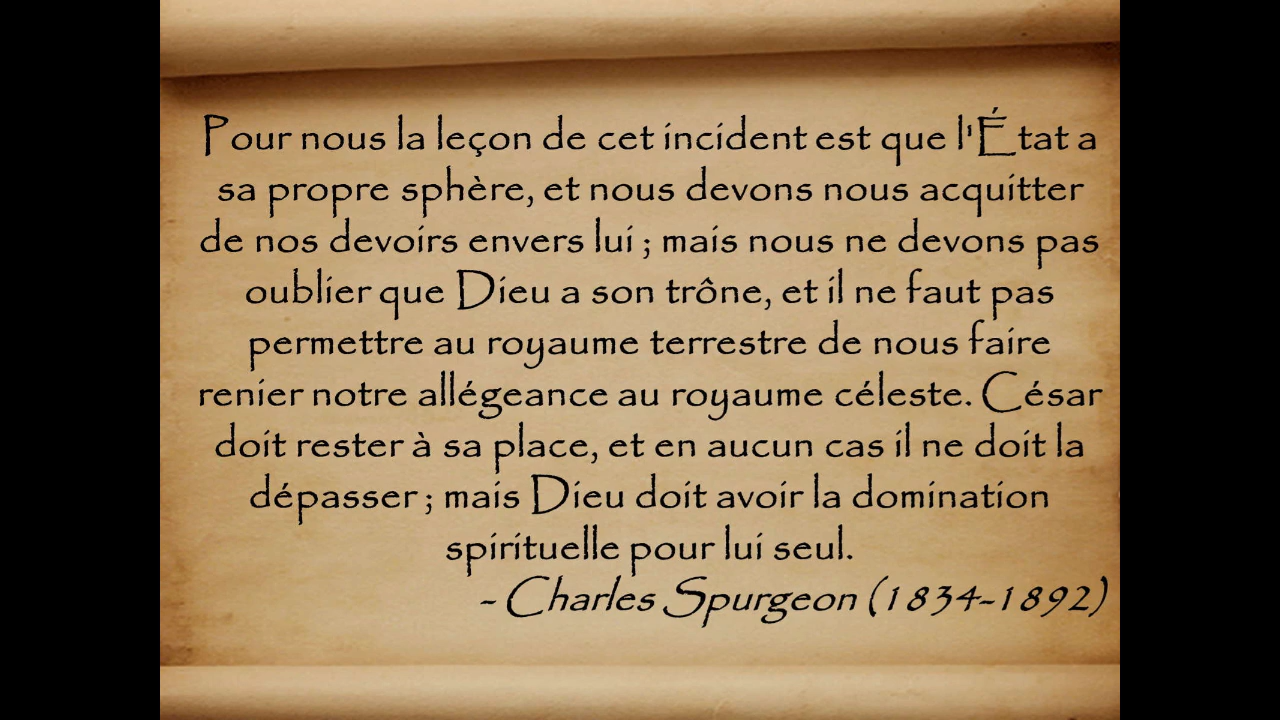 Pour nous la leçon de cet incident est que l'État a
sa propre sphère, et nous devons nous acquitter
de nos devoirs envers lui ; mais nous ne devons pas
oublier que Dieu a son trône, et il ne faut pas
permettre au royaume terrestre de nous faire
renier notre allégeance au royaume céleste. César
doit rester à sa place, et en aucun cas il ne doit la
dépasser ; mais Dieu doit avoir la domination
spirituelle pour lui seul.
- Charles Spurgeon (1834-1892)